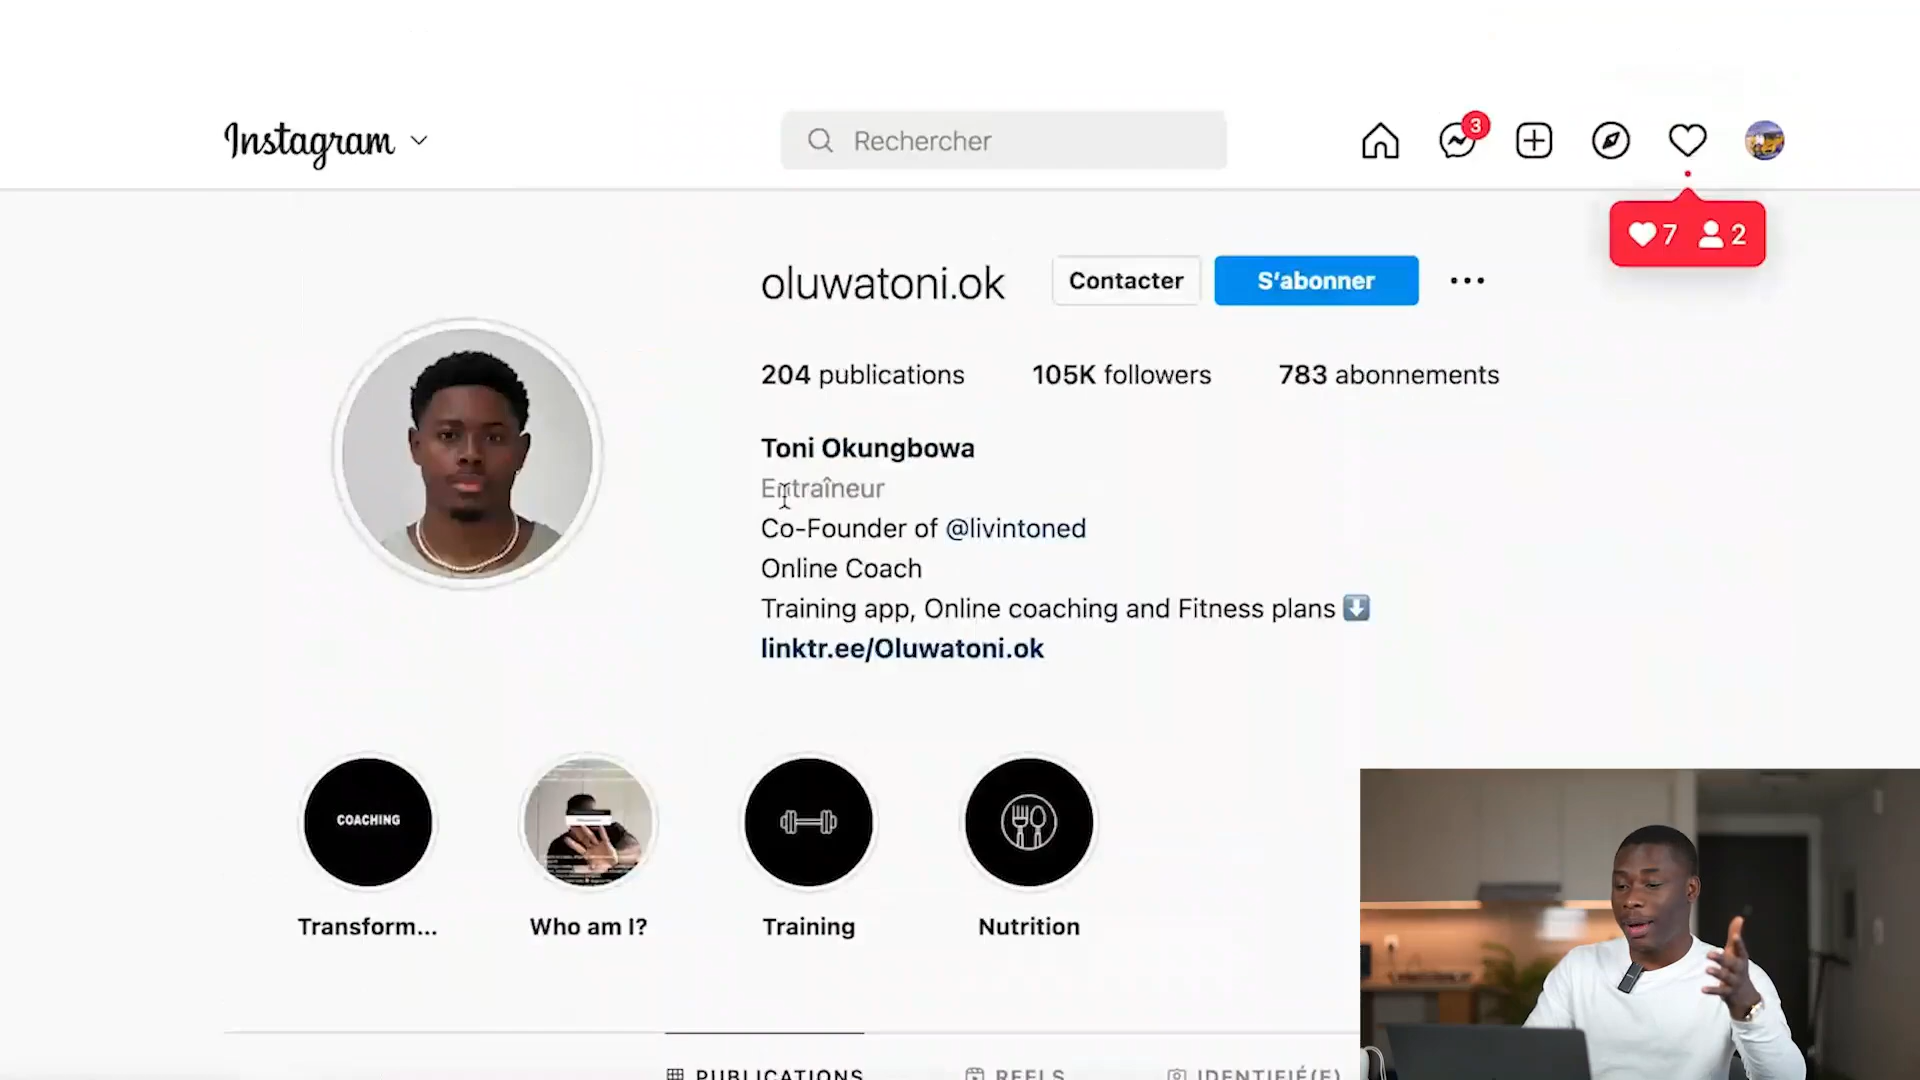 Instagram
Rechercher
3
7 2
oluwatoni.ok Contacter S'abonner
204 publications 105K followers 783 abonnements
Toni Okungbowa
Entraîneur
Co-Founder of @livintoned
Online Coach
Training app, Online coaching and Fitness plans ⬇️
linktr.ee/Oluwatoni.ok
COACHING
Transform... Who am I? Training Nutrition
PUBLICATIONS REELS IDENTIFIÉ(E)